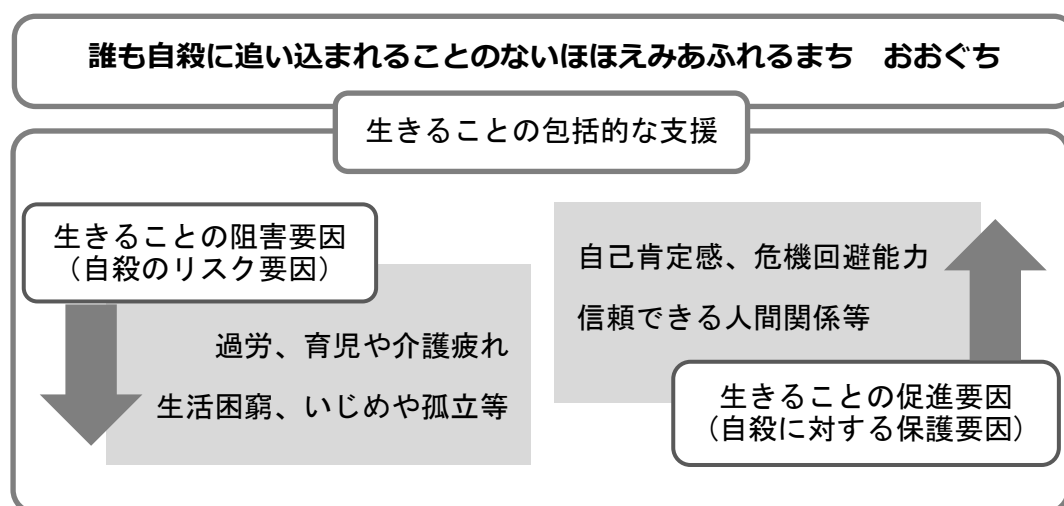 誰も自殺に追い込まれることのないほほえみあふれるまち　おおぐち
生きることの包括的な支援
生きることの阻害要因
（自殺のリスク要因）
過労、育児や介護疲れ
生活困窮、いじめや孤立等
自己肯定感、危機回避能力
信頼できる人間関係等
生きることの促進要因
（自殺に対する保護要因）